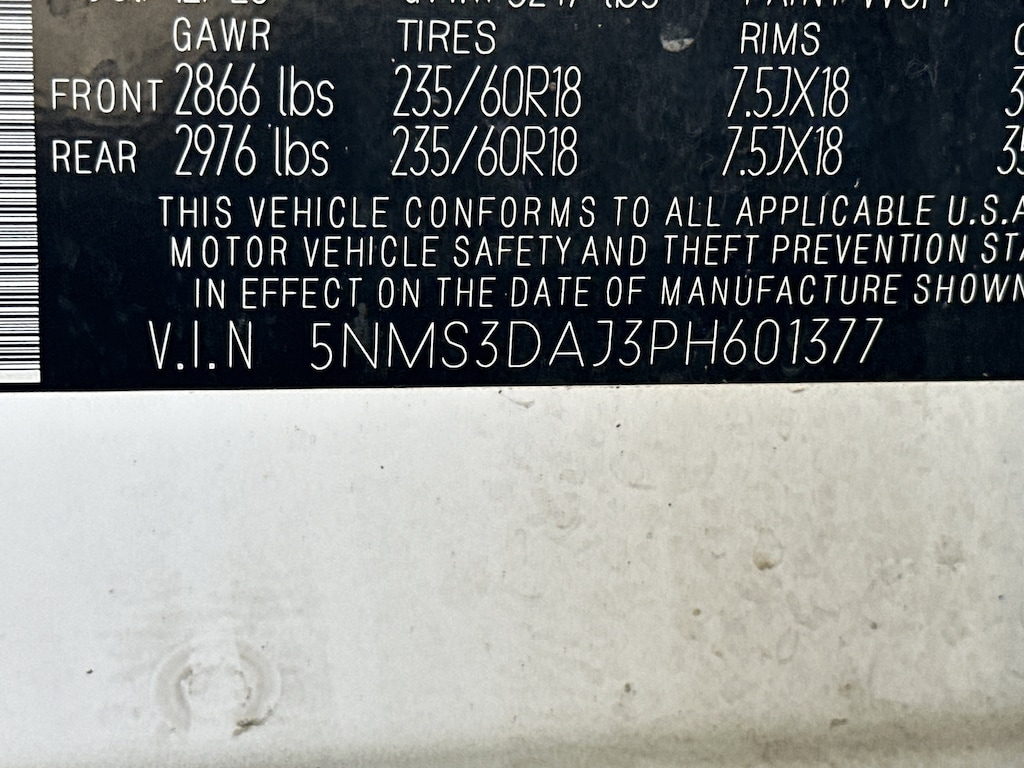 GAWR TIRES RIMS
FRONT 2866 lbs 235/60R18 7.5JX18
REAR 2976 lbs 235/60R18 7.5JX18
THIS VEHICLE CONFORMS TO ALL APPLICABLE U.S.A
MOTOR VEHICLE SAFETY AND THEFT PREVENTION STA
IN EFFECT ON THE DATE OF MANUFACTURE SHOWN
V.I.N 5NMS3DAJ3PH601377